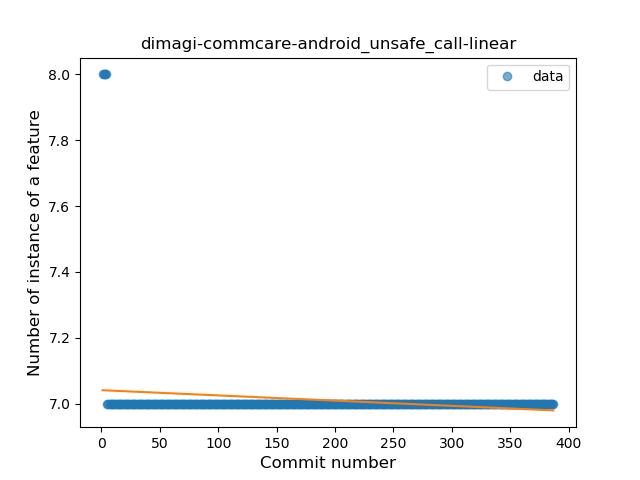 dimagi-commcare-android_unsafe_call-linear
data
Number of instance of a feature
8.0
7.8
7.6
7.4
7.2
7.0
0 50 100 150 200 250 300 350 400
Commit number